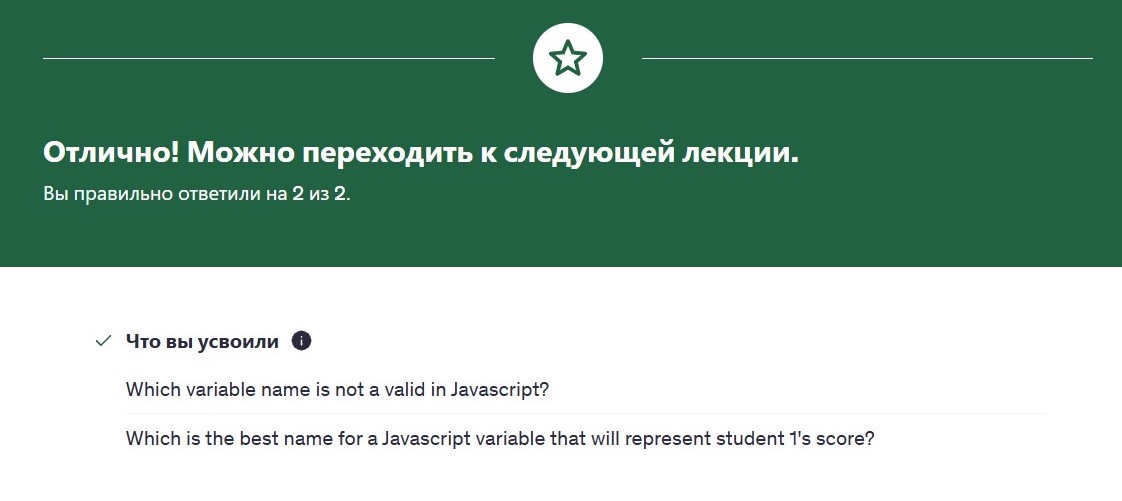 Отлично! Можно переходить к следующей лекции.
Вы правильно ответили на 2 из 2.
Что вы усвоили
Which variable name is not a valid in Javascript?
Which is the best name for a Javascript variable that will represent student 1's score?